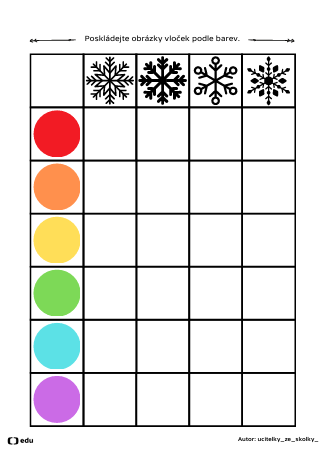 Poskládejte obrázky vloček podle barev.
edu
Autor: ucitelky_ze_skolky_